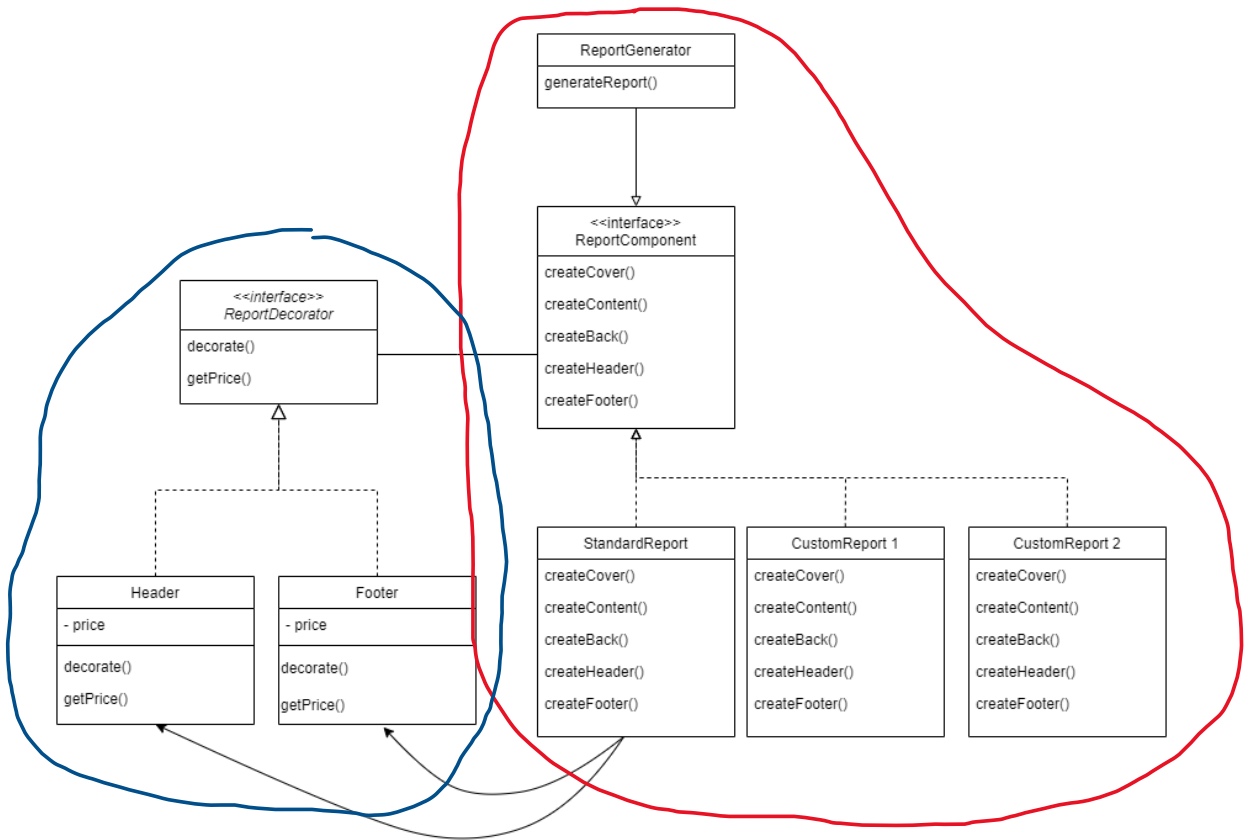 ReportGenerator
generateReport()
<<interface>>
ReportComponent
createCover()
createContent()
createBack()
createHeader()
createFooter()
<<interface>>
ReportDecorator
decorate()
getPrice()
Header
- price
decorate()
getPrice()
Footer
- price
decorate()
getPrice()
StandardReport
createCover()
createContent()
createBack()
createHeader()
createFooter()
CustomReport 1
createCover()
createContent()
createBack()
createHeader()
createFooter()
CustomReport 2
createCover()
createContent()
createBack()
createHeader()
createFooter()